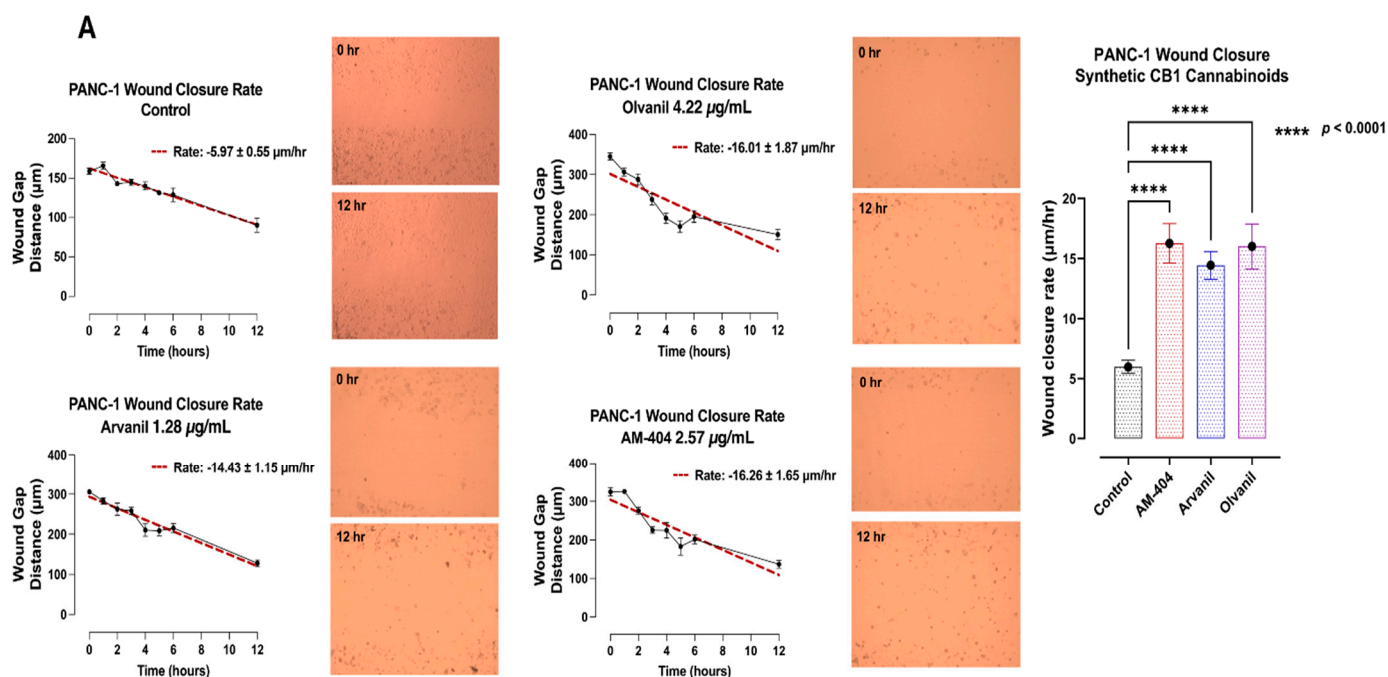 A
PANC-1 Wound Closure Rate
Control
Rate: -5.97 ± 0.55 µm/hr
Wound Gap
Distance (µm)
200
150
100
50
0
0 2 4 6 8 10 12
Time (hours)
0 hr
12 hr
PANC-1 Wound Closure Rate
Olvanil 4.22 µg/mL
Rate: -16.01 ± 1.87 µm/hr
Wound Gap
Distance (µm)
400
300
200
100
0
0 2 4 6 8 10 12
Time (hours)
0 hr
12 hr
PANC-1 Wound Closure Rate
Arvanil 1.28 µg/mL
Rate: -14.43 ± 1.15 µm/hr
Wound Gap
Distance (µm)
400
300
200
100
0
0 2 4 6 8 10 12
Time (hours)
0 hr
12 hr
PANC-1 Wound Closure Rate
AM-404 2.57 µg/mL
Rate: -16.26 ± 1.65 µm/hr
Wound Gap
Distance (µm)
400
300
200
100
0
0 2 4 6 8 10 12
Time (hours)
0 hr
12 hr
PANC-1 Wound Closure
Synthetic CB1 Cannabinoids
**** p < 0.0001
****
****
****
Wound closure rate (µm/hr)
20
15
10
5
0
Control
AM-404
Arvanil
Olvanil